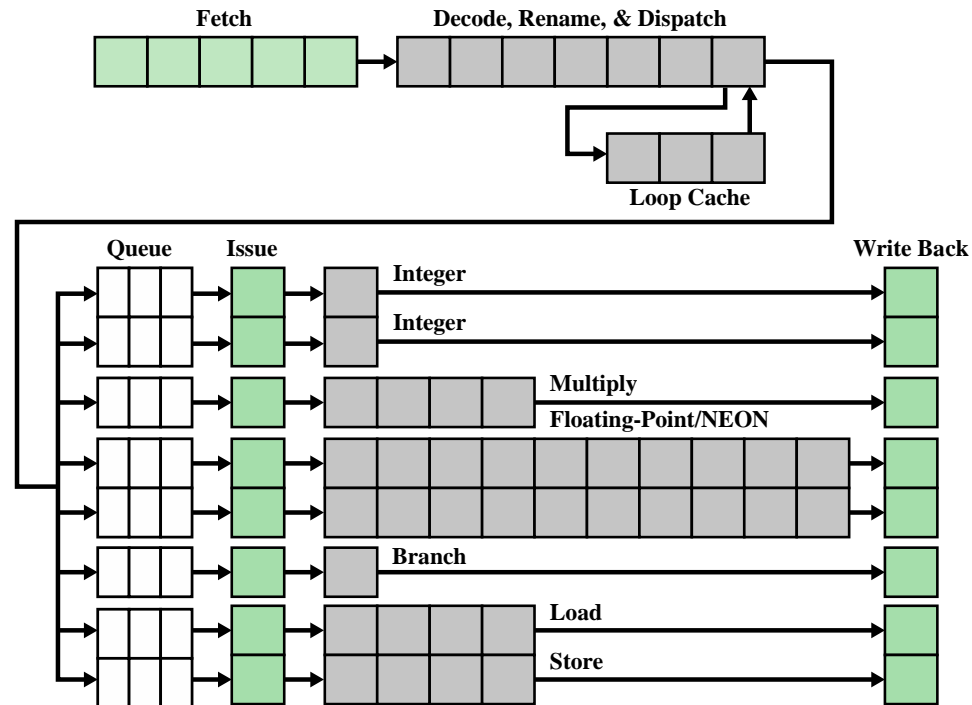 Fetch
Decode, Rename, & Dispatch
Loop Cache
Queue
Issue
Write Back
Integer
Integer
Multiply
Floating-Point/NEON
Branch
Load
Store